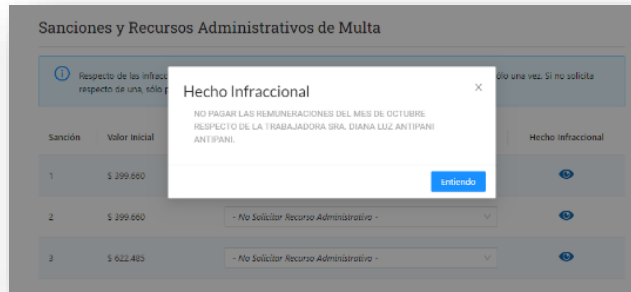 Sanciones y Recursos Administrativos de Multa
Respecto de las infracc
ólo una vez. Si no solicita
respecto de una, sólo p
Hecho Infraccional
NO PAGAR LAS REMUNERACIONES DEL MES DE OCTUBRE
RESPECTO DE LA TRABAJADORA SRA. DIANA LUZ ANTIPANI
ANTIPANI.
Entiendo
Sanción Valor Inicial Hecho Infraccional
1 $ 399.660
2 $ 399.660 - No Solicitar Recurso Administrativo -
3 $ 622.485 - No Solicitar Recurso Administrativo -